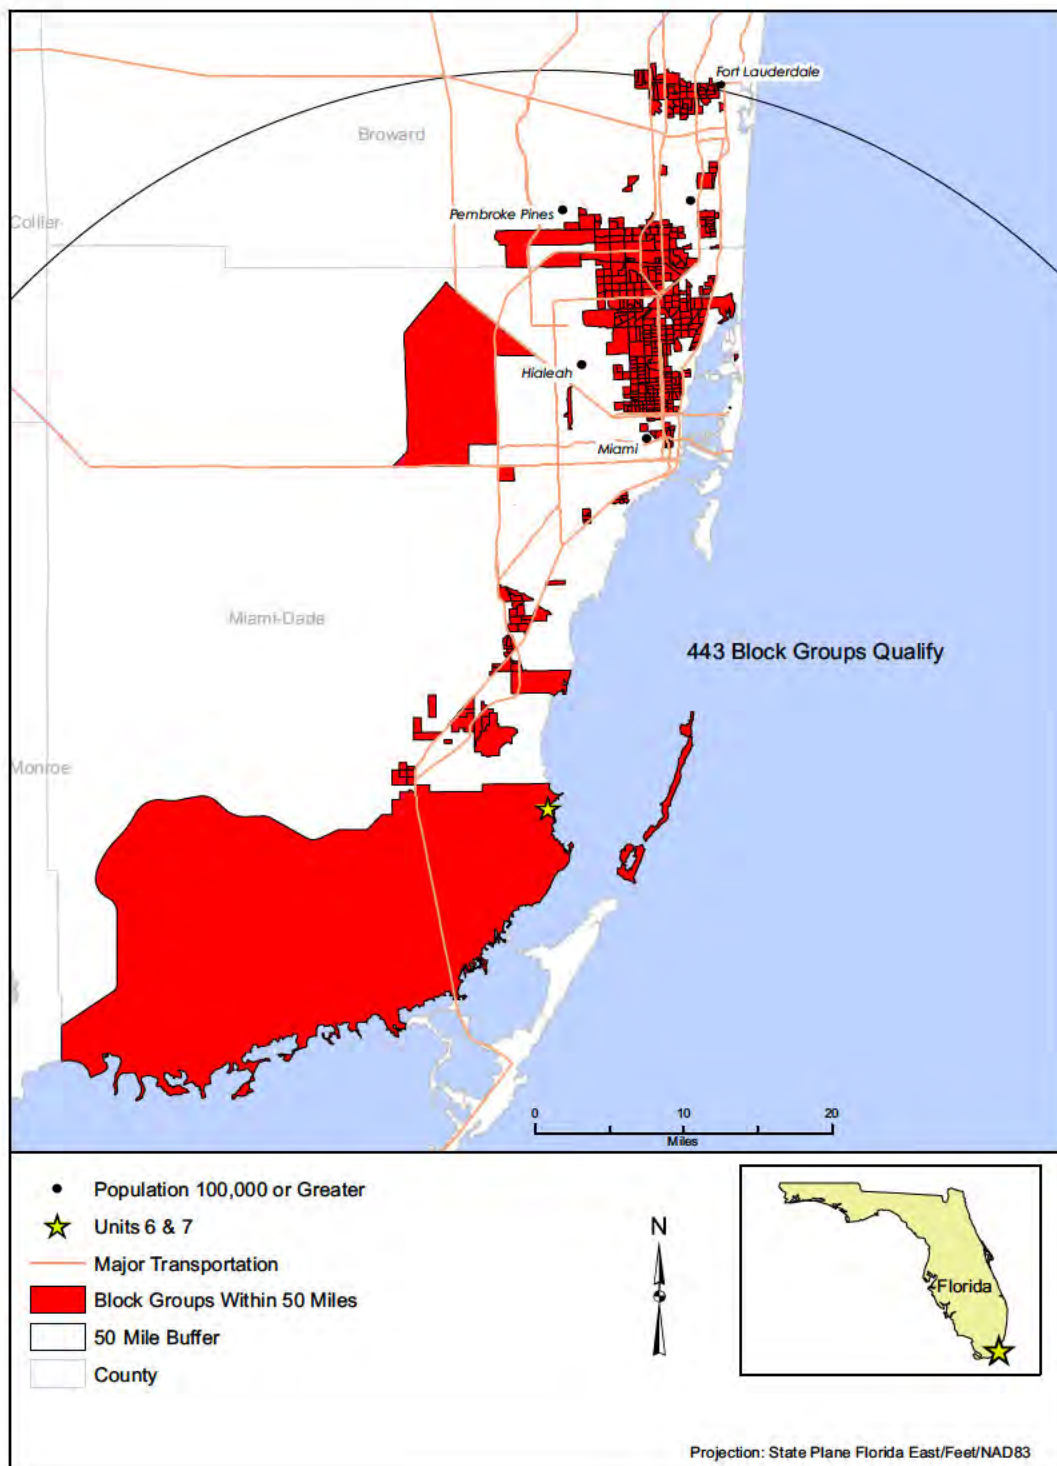 Fort Lauderdale
Broward
Collier
Pembroke Pines
Hialeah
Miami
Miami-Dade
443 Block Groups Qualify
Monroe
0 10 20
Miles
Population 100,000 or Greater
Units 6 & 7
Major Transportation
Block Groups Within 50 Miles
50 Mile Buffer
County
N
Florida
Projection: State Plane Florida East/Feet/NAD83